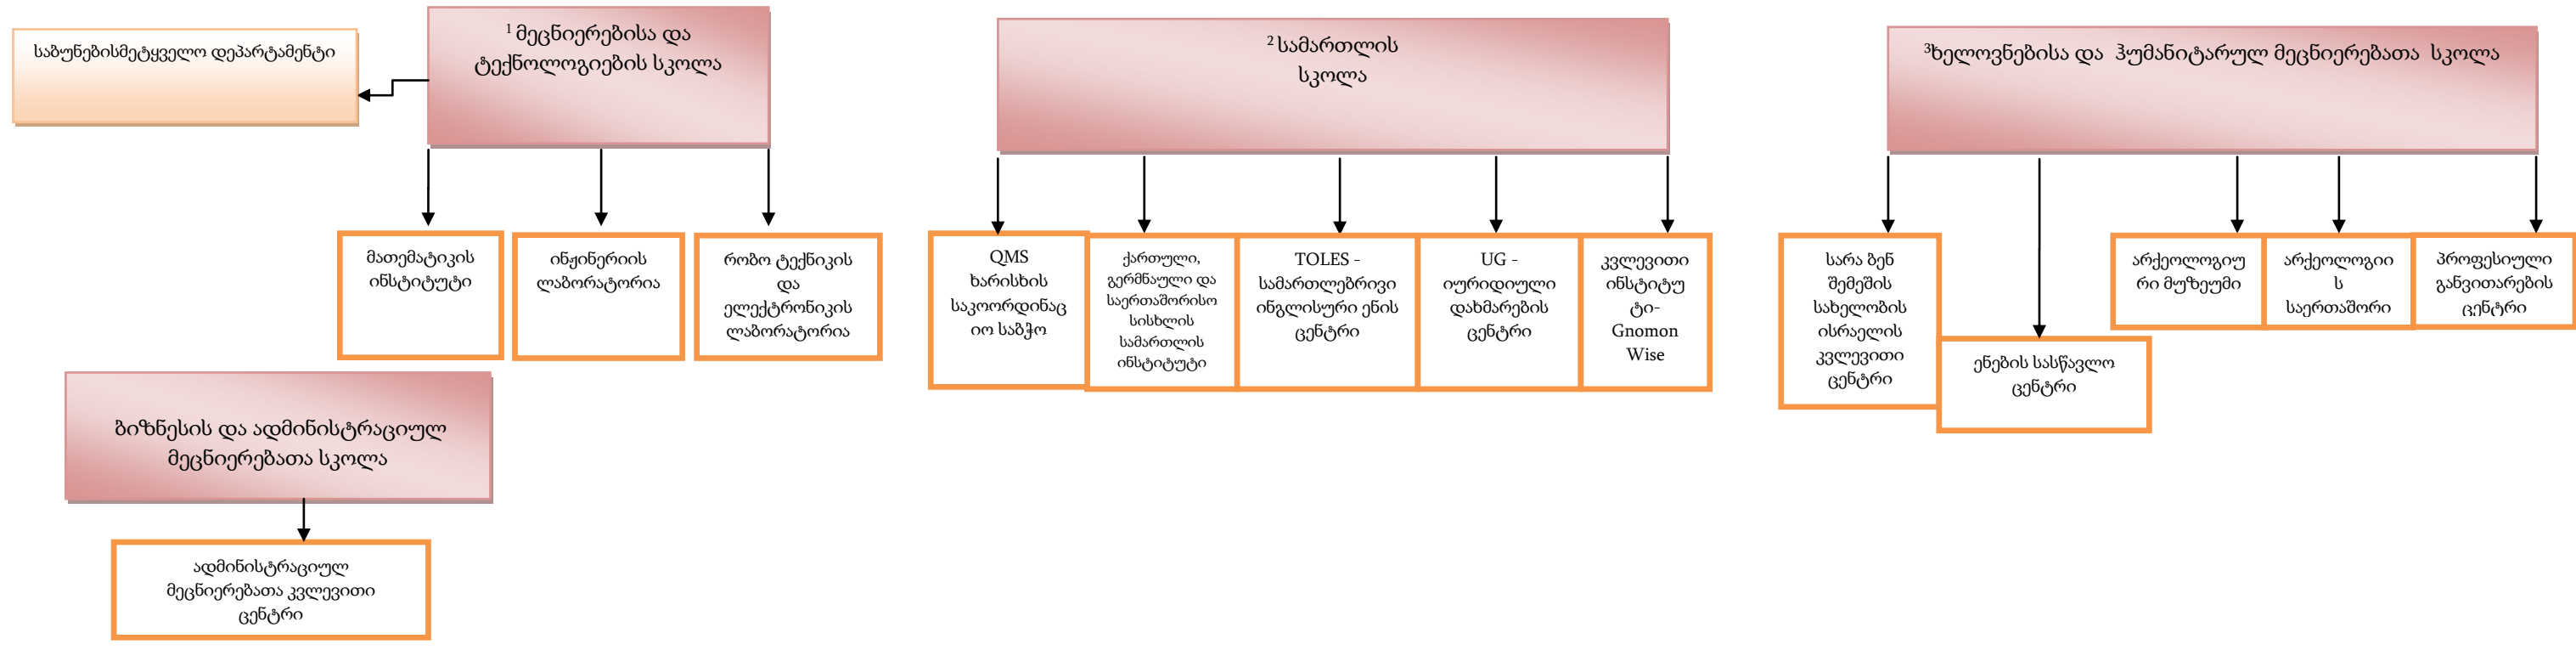 საბუნებისმეტყველო დეპარტამენტი
1 მეცნიერებისა და
ტექნოლოგიების სკოლა
მათემატიკის
ინსტიტუტი
ინჟინერიის
ლაბორატორია
რობო ტექნიკის
და
ელექტრონიკის
ლაბორატორია
2 სამართლის
სკოლა
QMS
ხარისხის
საკოორდინაც
იო საბჭო
ქართული,
გერმნაული და
საერთაშორისო
სისხლის
სამართლის
ინსტიტუტი
TOLES -
სამართლებრივი
ინგლისური ენის
ცენტრი
UG -
იურიდიული
დახმარების
ცენტრი
კვლევითი
ინსტიტუ
ტი-
Gnomon
Wise
3ხელოვნებისა და ჰუმანიტარულ მეცნიერებათა სკოლა
სარა ბენ
შემეშის
სახელობის
ისრაელის
კვლევითი
ცენტრი
ენების სასწავლო
ცენტრი
არქეოლოგიუ
რი მუზეუმი
არქეოლოგიი
ს
საერთაშორი
პროფესიული
განვითარების
ცენტრი
ბიზნესის და ადმინისტრაციულ
მეცნიერებათა სკოლა
ადმინისტრაციულ
მეცნიერებათა კვლევითი
ცენტრი